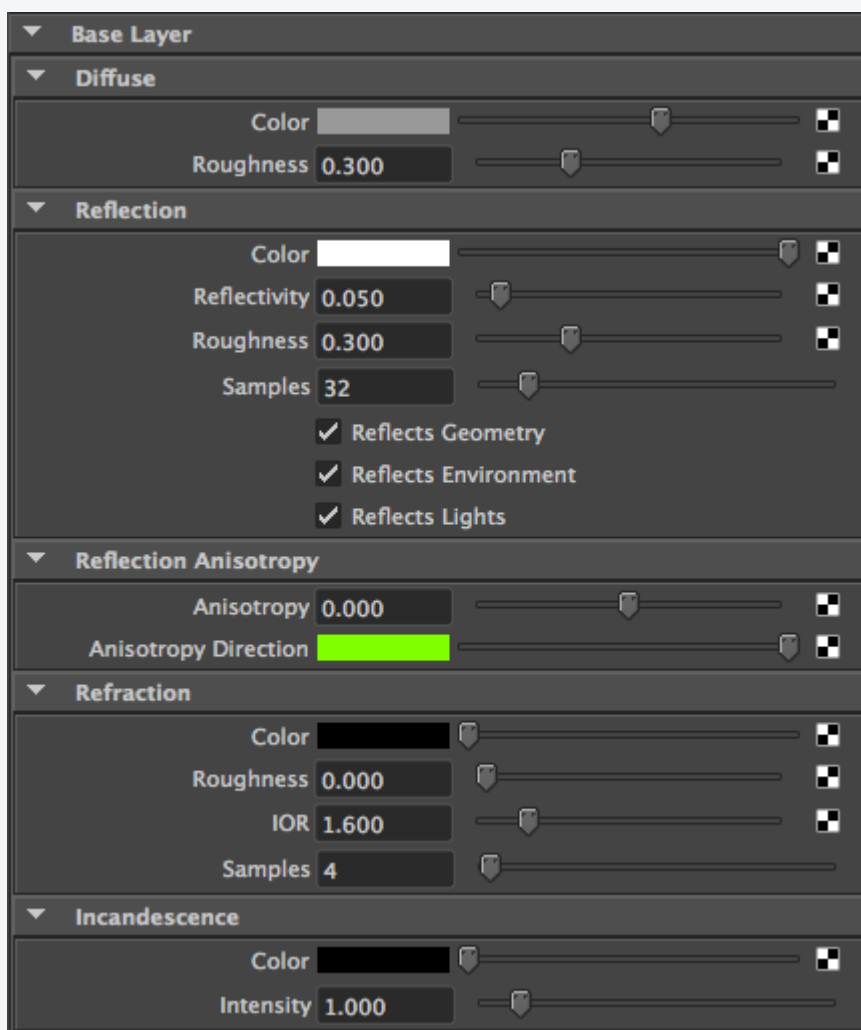 Base Layer
Diffuse
Color
Roughness 0.300
Reflection
Color
Reflectivity 0.050
Roughness 0.300
Samples 32
Reflects Geometry
Reflects Environment
Reflects Lights
Reflection Anisotropy
Anisotropy 0.000
Anisotropy Direction
Refraction
Color
Roughness 0.000
IOR 1.600
Samples 4
Incandescence
Color
Intensity 1.000